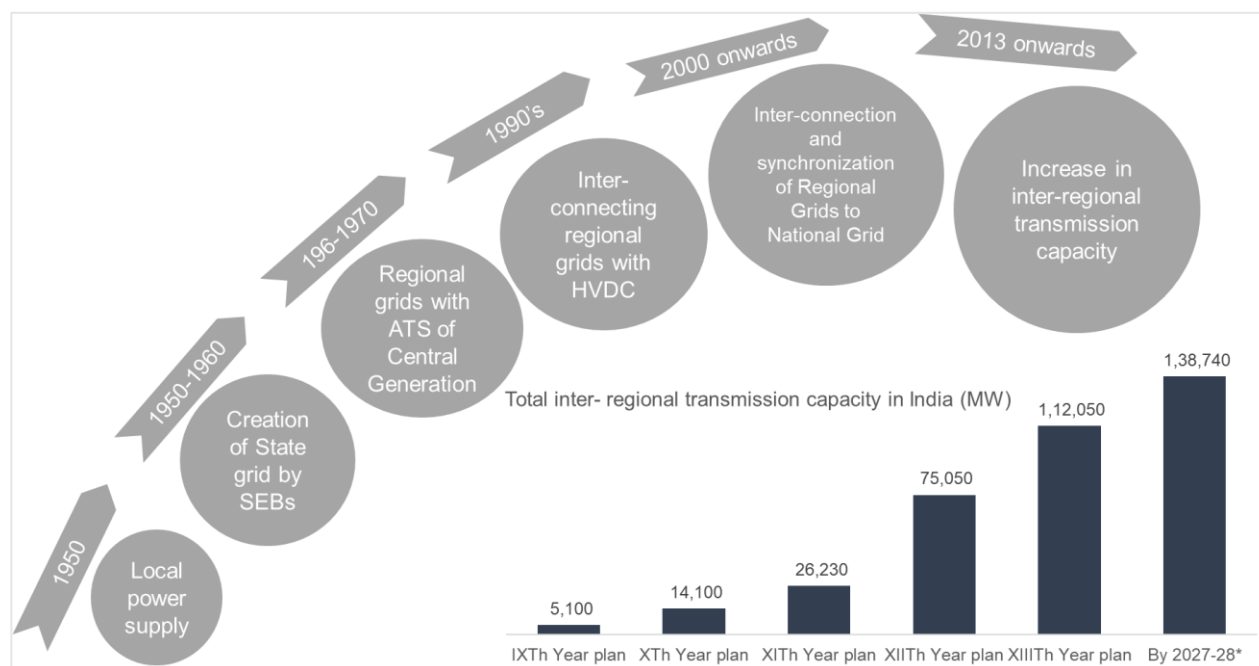 1950
Local
power
supply
1950-1960
Creation
of State
grid by
SEBs
196-1970
Regional
grids with
ATS of
Central
Generation
1990's
Inter-
connecting
regional
grids with
HVDC
2000 onwards
Inter-connection
and
synchronization
of Regional
Grids to
National Grid
2013 onwards
Increase in
inter-regional
transmission
capacity
Total inter- regional transmission capacity in India (MW)
5,100
14,100
26,230
75,050
1,12,050
1,38,740
IXTh Year plan
XTh Year plan
XITh Year plan
XIITh Year plan
XIIITh Year plan
By 2027-28*